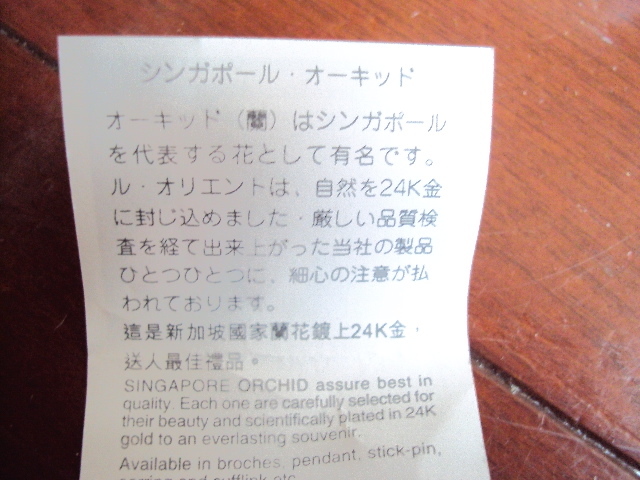 シンガポール・オーキッド
オーキッド（蘭）はシンガポール
を代表する花として有名です。
ル・オリエントは、自然を24K金
に封じ込めました・厳しい品質検
査を経て出来上がった当社の製品
ひとつひとつに、細心の注意が払
われております。
這是新加坡國家蘭花鍍上24K金，
送人最佳禮品。
SINGAPORE ORCHID assure best in
quality. Each one are carefully selected for
their beauty and scientifically plated in 24K
gold to an everlasting souvenir.
Available in broches, pendant, stick-pin,
earring and cufflink etc.